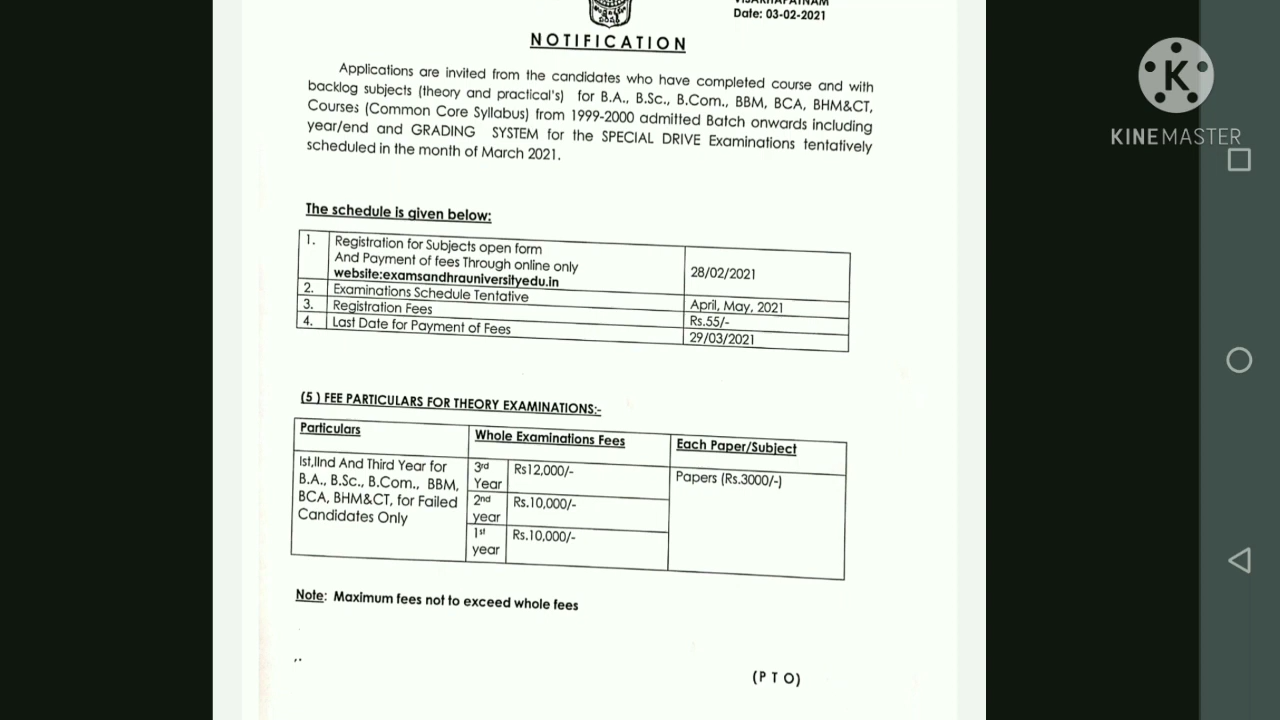 VISAKHAPATNAM
Date: 03-02-2021
NOTIFICATION
Applications are invited from the candidates who have completed course and with
backlog subjects (theory and practical's) for B.A., B.Sc., B.Com., BBM, BCA, BHM&CT,
Courses (Common Core Syllabus) from 1999-2000 admitted Batch onwards including
year/end and GRADING SYSTEM for the SPECIAL DRIVE Examinations tentatively
scheduled in the month of March 2021.
KINEMASTER
The schedule is given below:
1. Registration for Subjects open form
And Payment of fees Through online only
website:examsandhrauniversityedu.in
28/02/2021
2. Examinations Schedule Tentative April, May, 2021
3. Registration Fees Rs.55/-
4. Last Date for Payment of Fees 29/03/2021
(5) FEE PARTICULARS FOR THEORY EXAMINATIONS:-
Particulars Whole Examinations Fees Each Paper/Subject
Ist,IInd And Third Year for
B.A., B.Sc., B.Com., BBM,
BCA, BHM&CT, for Failed
Candidates Only
3rd Year Rs12,000/-
2nd year Rs.10,000/-
1st year Rs.10,000/-
Papers (Rs.3000/-)
Note: Maximum fees not to exceed whole fees
(P T O)